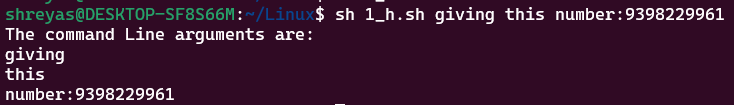 shreyas@DESKTOP-SF8S66M:~/Linux$ sh 1_h.sh giving this number:9398229961
The command Line arguments are:
giving
this
number:9398229961